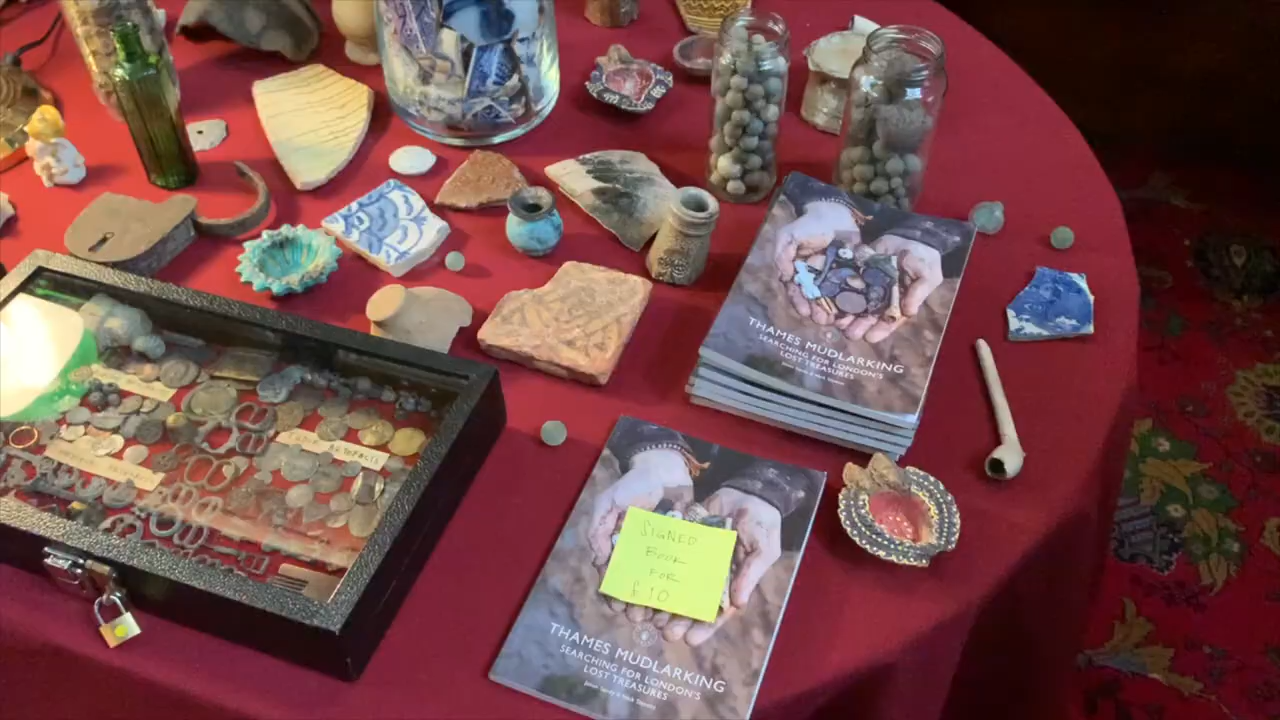 THAMES MUDLARKING
SEARCHING FOR LONDON'S
LOST TREASURES
SIGNED
BOOK
FOR
£10
THAMES MUDLARKING
SEARCHING FOR LONDON'S
LOST TREASURES